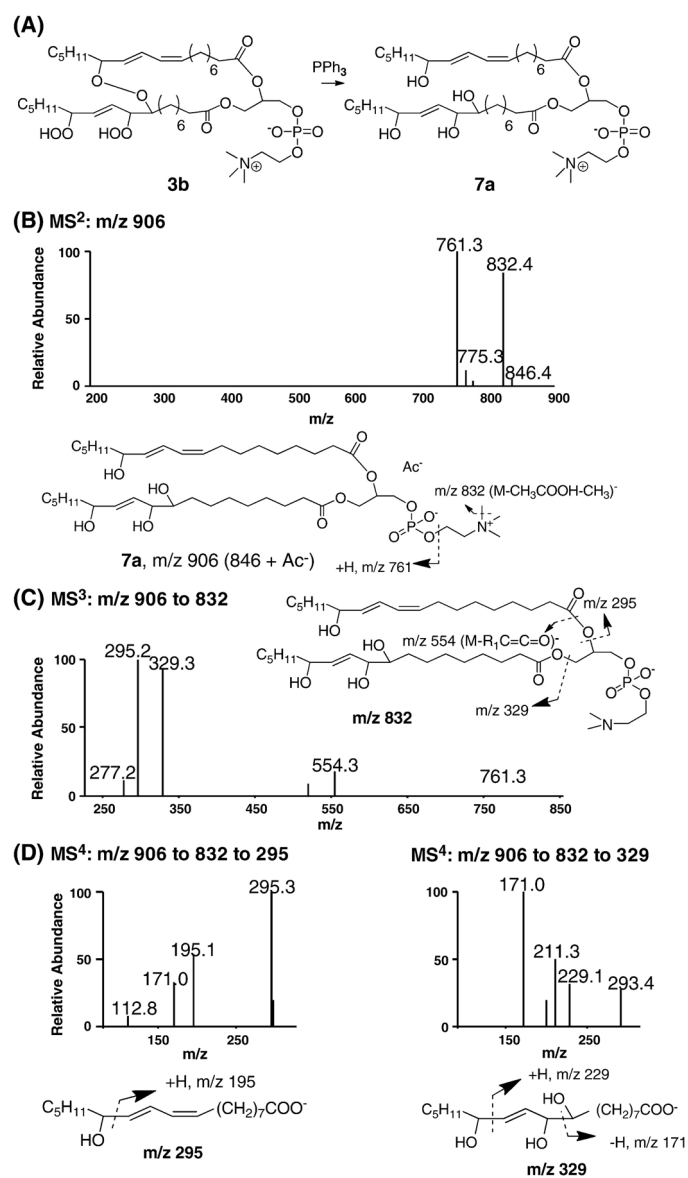 (A)
C5H11
6
O
O
O
PPh3
C5H11
6
O
HO
O
C5H11
6
O
O
O
-O-P=O
O
N⊕
HOO
HOO
3b
C5H11
HO
6
O
O
O
-O-P=O
O
N⊕
HO
HO
7a
(B) MS2: m/z 906
Relative Abundance
100
50
0
761.3
832.4
775.3
846.4
200 300 400 500 600 700 800 900
m/z
C5H11
HO
O
O
Ac-
m/z 832 (M-CH3COOH-CH3)-
C5H11
HO
HO
HO
O
O
O
P
O-
O
O
N+
7a, m/z 906 (846 + Ac-)
+H, m/z 761
(C) MS3: m/z 906 to 832
Relative Abundance
100
50
0
295.2
329.3
277.2
554.3
761.3
250 350 450 550 650 750 850
m/z
C5H11
HO
O
O
m/z 295
m/z 554 (M-R1C=C=O)-
C5H11
HO
HO
HO
O
O
O
P
O-
O
O
N
m/z 329
m/z 832
(D) MS4: m/z 906 to 832 to 295
Relative Abundance
100
50
0
295.3
195.1
171.0
112.8
150 250
m/z
+H, m/z 195
C5H11
HO
(CH2)7COO-
m/z 295
MS4: m/z 906 to 832 to 329
100
50
0
171.0
211.3
229.1
293.4
150 250
m/z
+H, m/z 229
HO
C5H11
(CH2)7COO-
HO
HO
-H, m/z 171
m/z 329